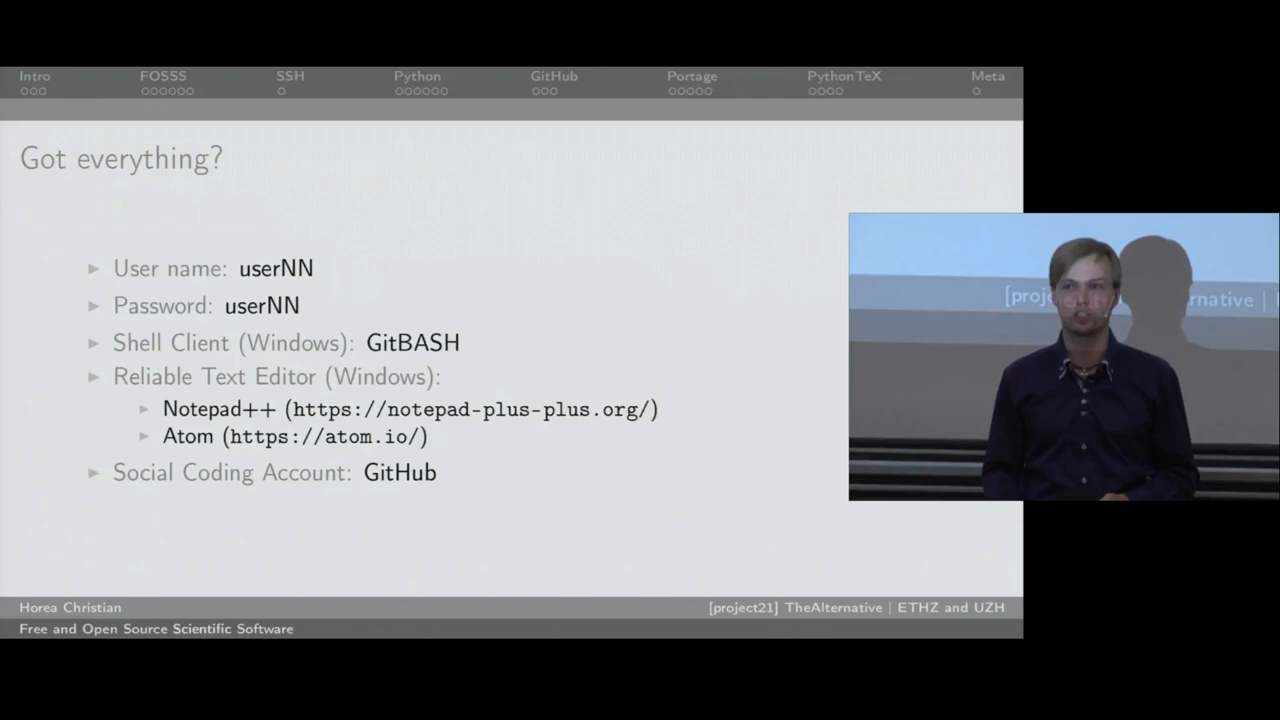 Intro FOSSS SSH Python GitHub Portage PythonTeX Meta
Got everything?
User name: userNN
Password: userNN
Shell Client (Windows): GitBASH
Reliable Text Editor (Windows):
Notepad++ (https://notepad-plus-plus.org/)
Atom (https://atom.io/)
Social Coding Account: GitHub
[proj rnative |
Horea Christian [project21] TheAlternative | ETHZ and UZH
Free and Open Source Scientific Software